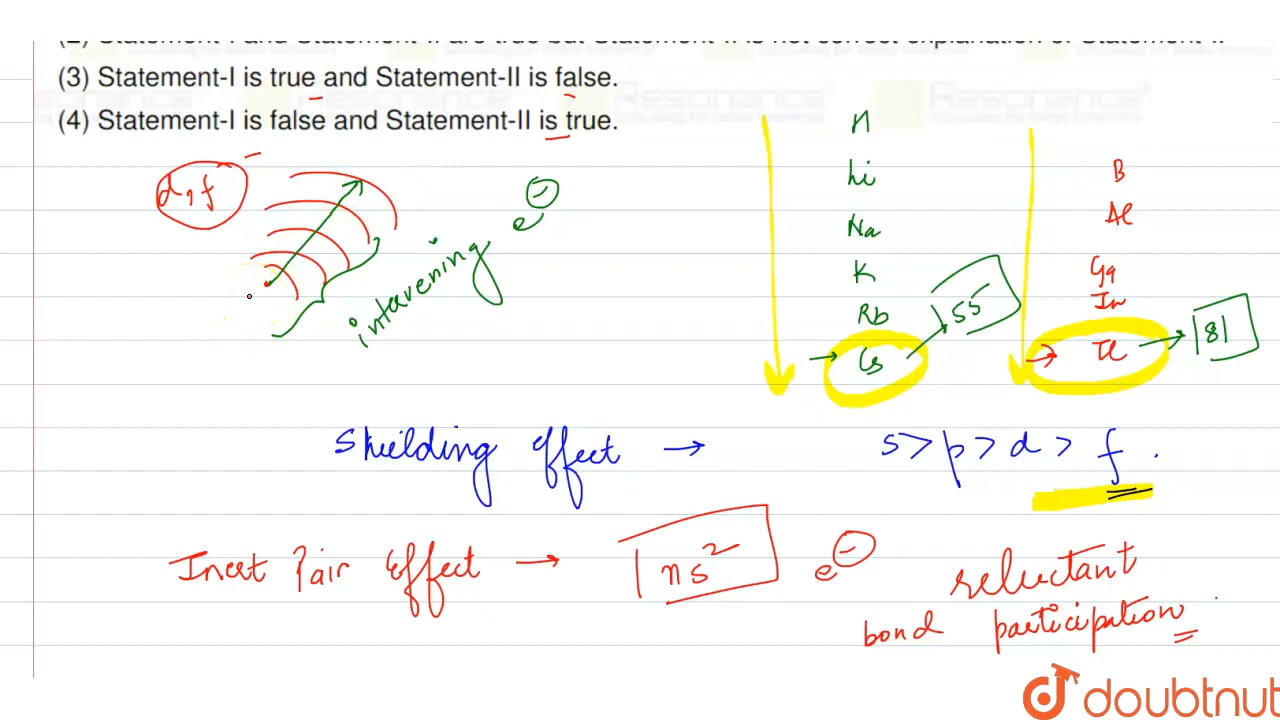 (3) Statement-I is true and Statement-II is false.
(4) Statement-I is false and Statement-II is true.
d, f
intervening e⊖
H
Li
Na
K
Rb
Cs → 55
B
Al
Ga
In
→ Tl → 81
Shielding Effect → s > p > d > f.
Inert Pair Effect → ns² e⊖ reluctant
bond participation
Resonance
doubtnut